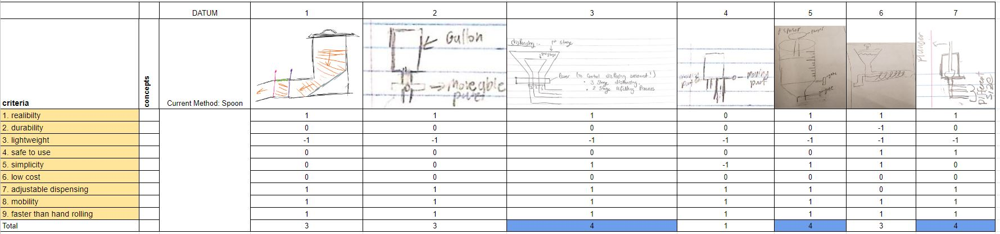 DATUM 1 2 3 4 5 6 7
criteria concepts Current Method: Spoon
Gullon
Moveable
dispensing..
1st stage
2nd stage
lever (to control dispensing amount!)
• 3 stage dispensing.
• 2 stage refilling process
3 2 1
moving
part
moving
part
gate
Plunger
Different
size
1. realibilty 1 1 1 0 1 1 1
2. durability 0 0 0 0 0 -1 0
3. lightweight -1 -1 -1 -1 -1 -1 -1
4. safe to use 0 0 0 0 0 1 1
5. simplicity 0 0 1 -1 1 1 0
6. low cost 0 0 0 0 0 0 0
7. adjustable dispensing 1 1 1 1 1 0 1
8. mobility 1 1 1 1 1 1 1
9. faster than hand rolling 1 1 1 1 1 1 1
Total 3 3 4 1 4 3 4